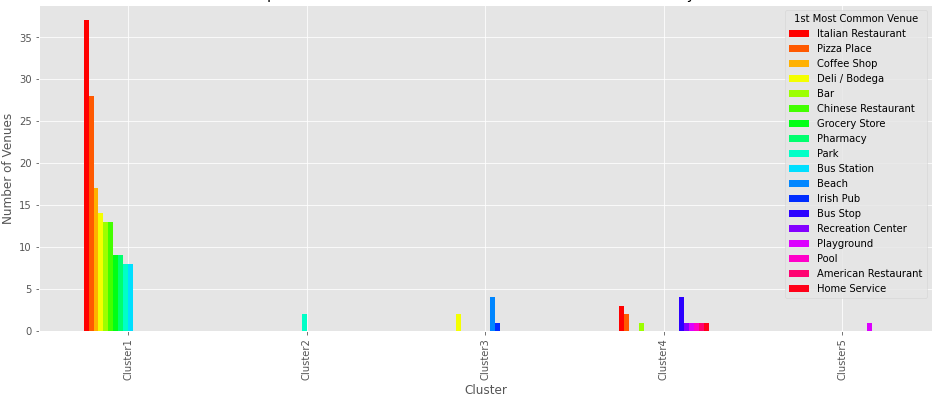 Number of Venues
35
30
25
20
15
10
5
0
1st Most Common Venue
Italian Restaurant
Pizza Place
Coffee Shop
Deli / Bodega
Bar
Chinese Restaurant
Grocery Store
Pharmacy
Park
Bus Station
Beach
Irish Pub
Bus Stop
Recreation Center
Playground
Pool
American Restaurant
Home Service
Cluster1
Cluster2
Cluster3
Cluster4
Cluster5
Cluster